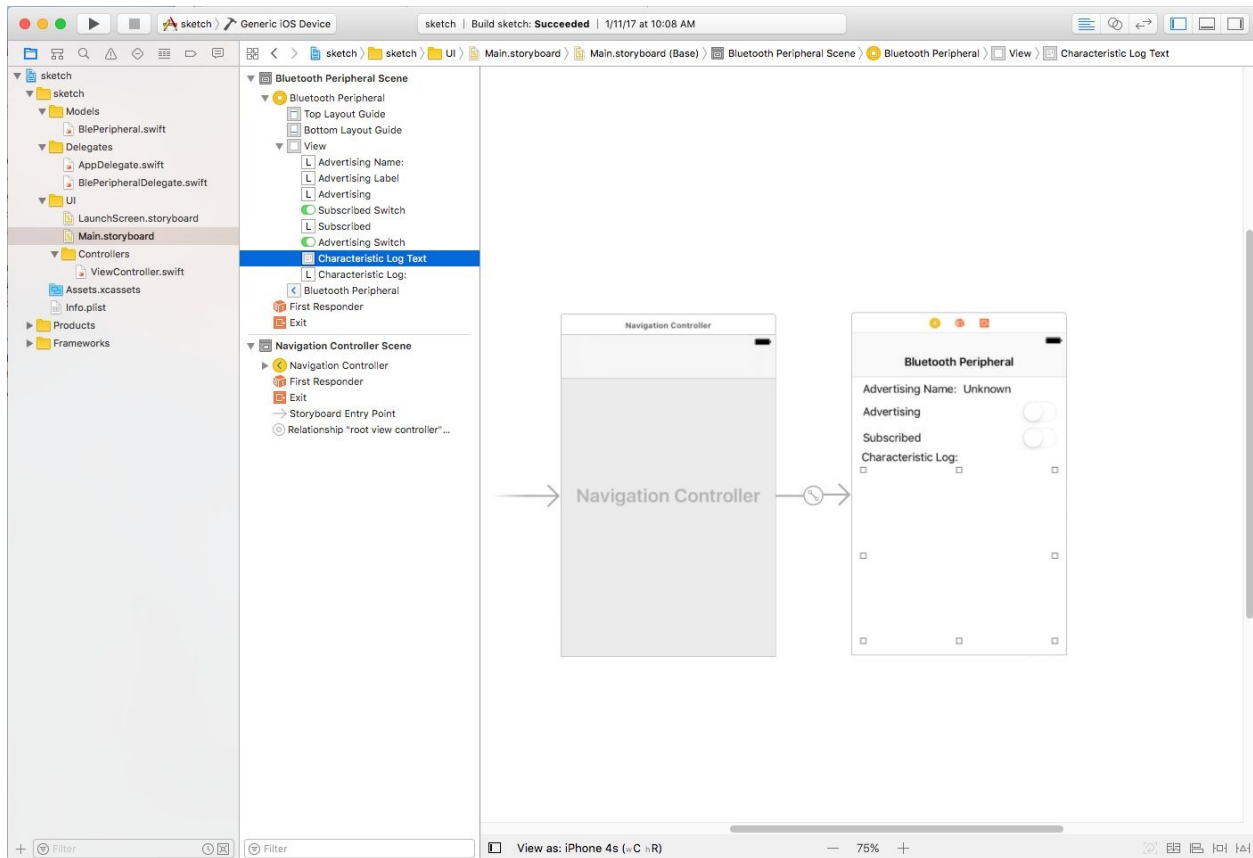 sketch 〉 Generic iOS Device
sketch | Build sketch: Succeeded | 1/11/17 at 10:08 AM
sketch 〉 sketch 〉 UI 〉 Main.storyboard 〉 Main.storyboard (Base) 〉 Bluetooth Peripheral Scene 〉 Bluetooth Peripheral 〉 View 〉 Characteristic Log Text
sketch
sketch
Models
BlePeripheral.swift
Delegates
AppDelegate.swift
BlePeripheralDelegate.swift
UI
LaunchScreen.storyboard
Main.storyboard
Controllers
ViewController.swift
Assets.xcassets
Info.plist
Products
Frameworks
Filter
Bluetooth Peripheral Scene
Bluetooth Peripheral
Top Layout Guide
Bottom Layout Guide
View
L Advertising Name:
L Advertising Label
L Advertising
Subscribed Switch
L Subscribed
Advertising Switch
Characteristic Log Text
L Characteristic Log:
Bluetooth Peripheral
First Responder
Exit
Navigation Controller Scene
Navigation Controller
First Responder
Exit
Storyboard Entry Point
Relationship "root view controller"...
Filter
Navigation Controller
Navigation Controller
Bluetooth Peripheral
Advertising Name: Unknown
Advertising
Subscribed
Characteristic Log:
View as: iPhone 4s (wC hR)
— 75% +